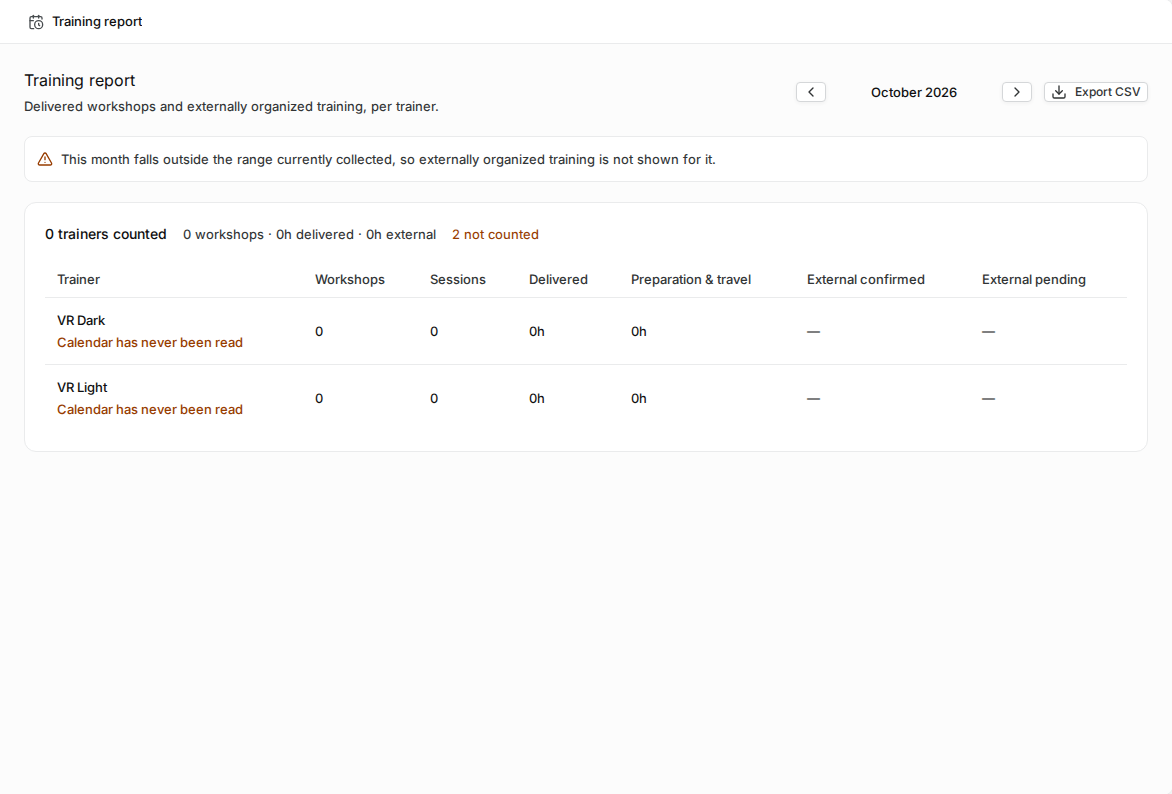 Training report
Training report
Delivered workshops and externally organized training, per trainer.
October 2026
Export CSV
This month falls outside the range currently collected, so externally organized training is not shown for it.
0 trainers counted 0 workshops · 0h delivered · 0h external 2 not counted
Trainer Workshops Sessions Delivered Preparation & travel External confirmed External pending
VR Dark
Calendar has never been read
0 0 0h 0h — —
VR Light
Calendar has never been read
0 0 0h 0h — —